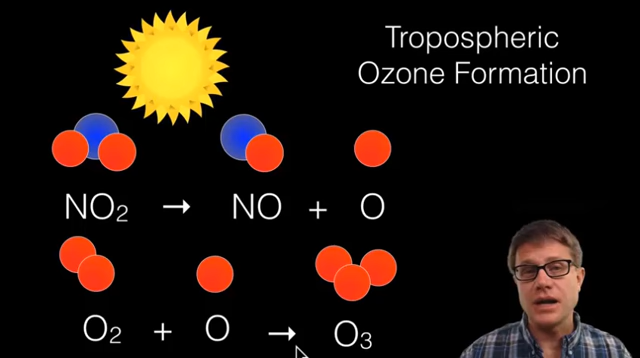 Tropospheric
Ozone Formation
NO₂ → NO + O
O₂ + O → O₃